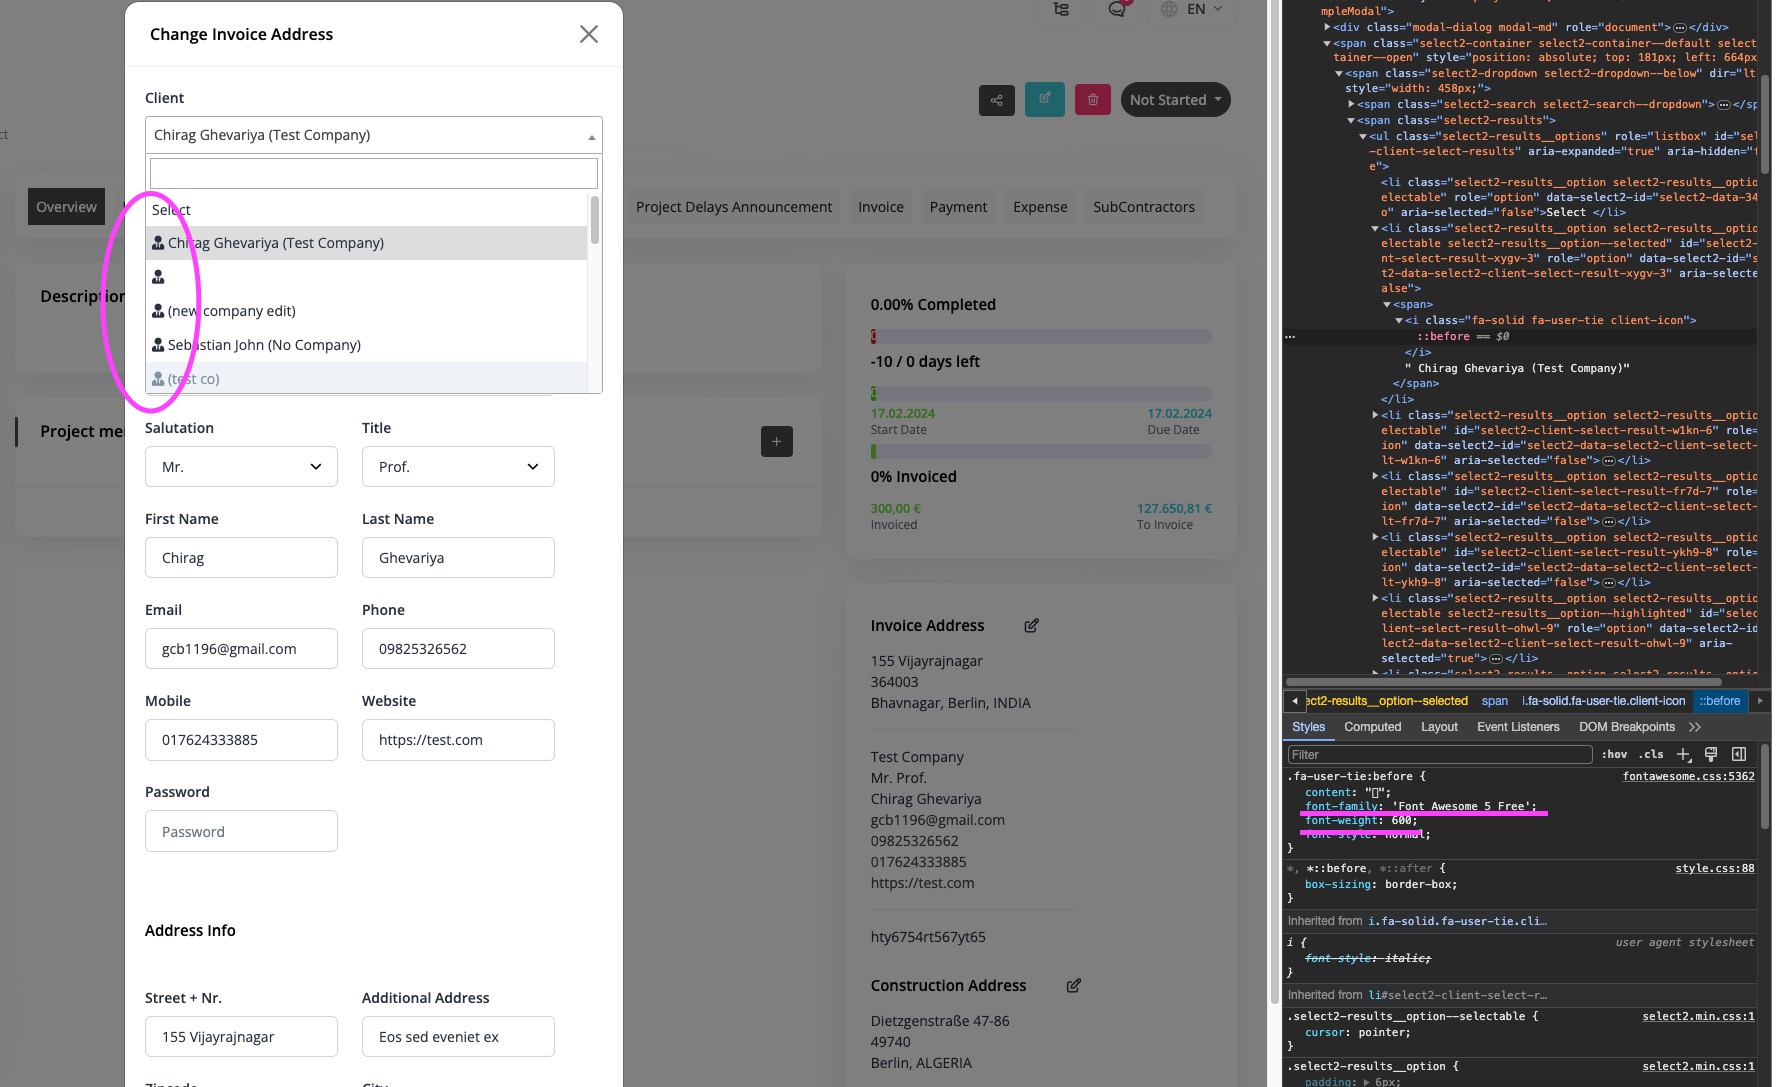 Change Invoice Address
Client
Chirag Ghevariya (Test Company)
Select
Chirag Ghevariya (Test Company)
(new company edit)
Sebastian John (No Company)
(test co)
Salutation
Title
Mr.
Prof.
First Name
Last Name
Chirag
Ghevariya
Email
Phone
gcb1196@gmail.com
09825326562
Mobile
Website
017624333885
https://test.com
Password
Password
Address Info
Street + Nr.
Additional Address
155 Vijayrajnagar
Eos sed eveniet ex
ct
Overview
Description
Project me
+
EN
Not Started
Project Delays Announcement
Invoice
Payment
Expense
SubContractors
0.00% Completed
-10 / 0 days left
17.02.2024
17.02.2024
Start Date
Due Date
0% Invoiced
300,00 €
127.650,81 €
Invoiced
To Invoice
Invoice Address
155 Vijayrajnagar
364003
Bhavnagar, Berlin, INDIA
Test Company
Mr. Prof.
Chirag Ghevariya
gcb1196@gmail.com
09825326562
017624333885
https://test.com
hty6754rt567yt65
Construction Address
Dietzgenstraße 47-86
49740
Berlin, ALGERIA
mpleModal">
<div class="modal-dialog modal-md" role="document">…</div>
<span class="select2-container select2-container--default select
tainer--open" style="position: absolute; top: 181px; left: 664px
<span class="select2-dropdown select2-dropdown--below" dir="lt
style="width: 458px;">
<span class="select2-search select2-search--dropdown">…</sp
<span class="select2-results">
<ul class="select2-results__options" role="listbox" id="sel
-client-select-results" aria-expanded="true" aria-hidden="f
e">
<li class="select2-results__option select2-results__optio
electable" role="option" data-select2-id="select2-data-34
o" aria-selected="false">Select </li>
<li class="select2-results__option select2-results__optio
electable select2-results__option--selected" id="select2-
nt-select-result-xygv-3" role="option" data-select2-id="s
t2-data-select2-client-select-result-xygv-3" aria-selecte
alse">
<span>
<i class="fa-solid fa-user-tie client-icon">
::before == $0
</i>
" Chirag Ghevariya (Test Company)"
</span>
</li>
<li class="select2-results__option select2-results__optio
electable" id="select2-client-select-result-w1kn-6" role=
ion" data-select2-id="select2-data-select2-client-select-
lt-w1kn-6" aria-selected="false">…</li>
<li class="select2-results__option select2-results__optio
electable" id="select2-client-select-result-fr7d-7" role=
ion" data-select2-id="select2-data-select2-client-select-
lt-fr7d-7" aria-selected="false">…</li>
<li class="select2-results__option select2-results__optio
electable" id="select2-client-select-result-ykh9-8" role=
ion" data-select2-id="select2-data-select2-client-select-
lt-ykh9-8" aria-selected="false">…</li>
<li class="select2-results__option select2-results__optio
electable select2-results__option--highlighted" id="selec
lient-select-result-ohwl-9" role="option" data-select2-id
lect2-data-select2-client-select-result-ohwl-9" aria-
selected="true">…</li>
ect2-results__option--selected span i.fa-solid.fa-user-tie.client-icon ::before
Styles Computed Layout Event Listeners DOM Breakpoints
Filter :hov .cls
.fa-user-tie:before { fontawesome.css:5362
content: "";
font-family: 'Font Awesome 5 Free';
font-weight: 600;
font-style: normal;
}
*, *::before, *::after { style.css:88
box-sizing: border-box;
}
Inherited from i.fa-solid.fa-user-tie.cli…
i { user agent stylesheet
font-style: italic;
}
Inherited from li#select2-client-select-r…
.select2-results__option--selectable { select2.min.css:1
cursor: pointer;
}
.select2-results__option { select2.min.css:1
padding: 6px;